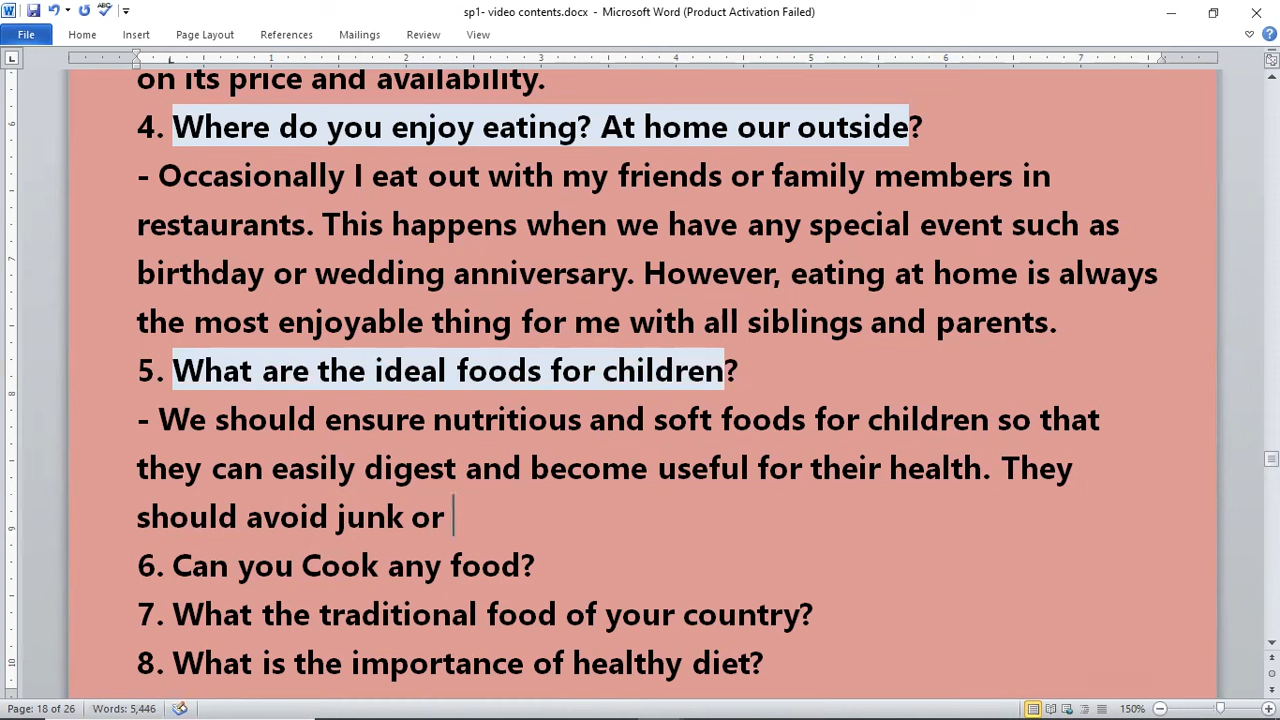 sp1- video contents.docx - Microsoft Word (Product Activation Failed)
File Home Insert Page Layout References Mailings Review View
1 2 3 4 5 6 7
on its price and availability.
4. Where do you enjoy eating? At home our outside?
- Occasionally I eat out with my friends or family members in
restaurants. This happens when we have any special event such as
birthday or wedding anniversary. However, eating at home is always
the most enjoyable thing for me with all siblings and parents.
5. What are the ideal foods for children?
- We should ensure nutritious and soft foods for children so that
they can easily digest and become useful for their health. They
should avoid junk or
6. Can you Cook any food?
7. What the traditional food of your country?
8. What is the importance of healthy diet?
Page: 18 of 26 Words: 5,446 150%